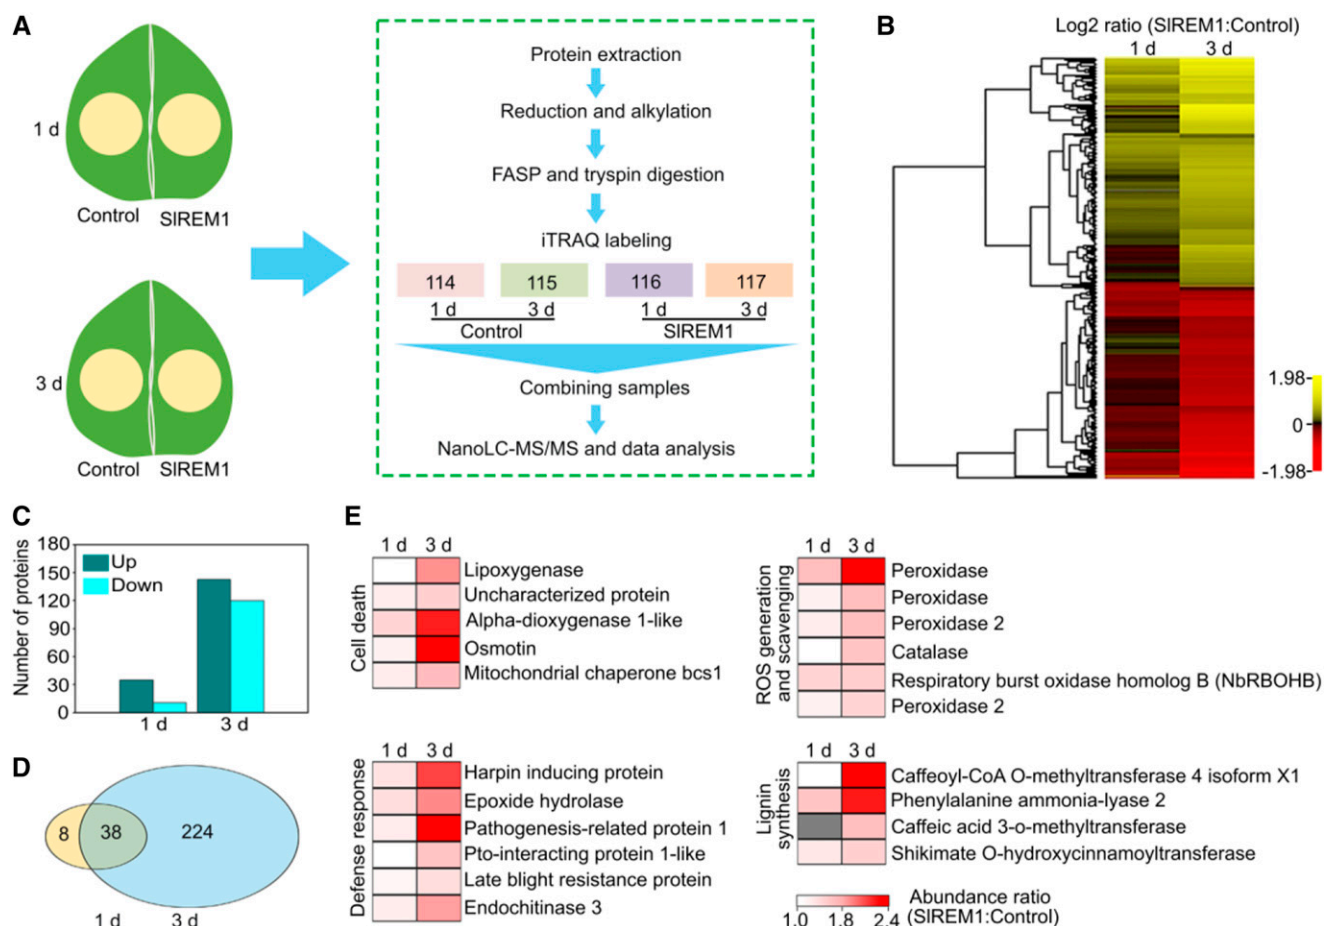 A
1 d
Control SlREM1
3 d
Control SlREM1
Protein extraction
Reduction and alkylation
FASP and tryspin digestion
iTRAQ labeling
114 115 116 117
1 d 3 d 1 d 3 d
Control SlREM1
Combining samples
NanoLC-MS/MS and data analysis
B
Log2 ratio (SlREM1:Control)
1 d 3 d
1.98
0
-1.98
C
Number of proteins
180
150
120
90
60
30
0
Up
Down
1 d 3 d
D
8 38 224
1 d 3 d
E
Cell death
1 d 3 d
Lipoxygenase
Uncharacterized protein
Alpha-dioxygenase 1-like
Osmotin
Mitochondrial chaperone bcs1
ROS generation
and scavenging
1 d 3 d
Peroxidase
Peroxidase
Peroxidase 2
Catalase
Respiratory burst oxidase homolog B (NbRBOHB)
Peroxidase 2
Defense response
1 d 3 d
Harpin inducing protein
Epoxide hydrolase
Pathogenesis-related protein 1
Pto-interacting protein 1-like
Late blight resistance protein
Endochitinase 3
Lignin
synthesis
1 d 3 d
Caffeoyl-CoA O-methyltransferase 4 isoform X1
Phenylalanine ammonia-lyase 2
Caffeic acid 3-o-methyltransferase
Shikimate O-hydroxycinnamoyltransferase
1.0 1.8 2.4
Abundance ratio
(SlREM1:Control)